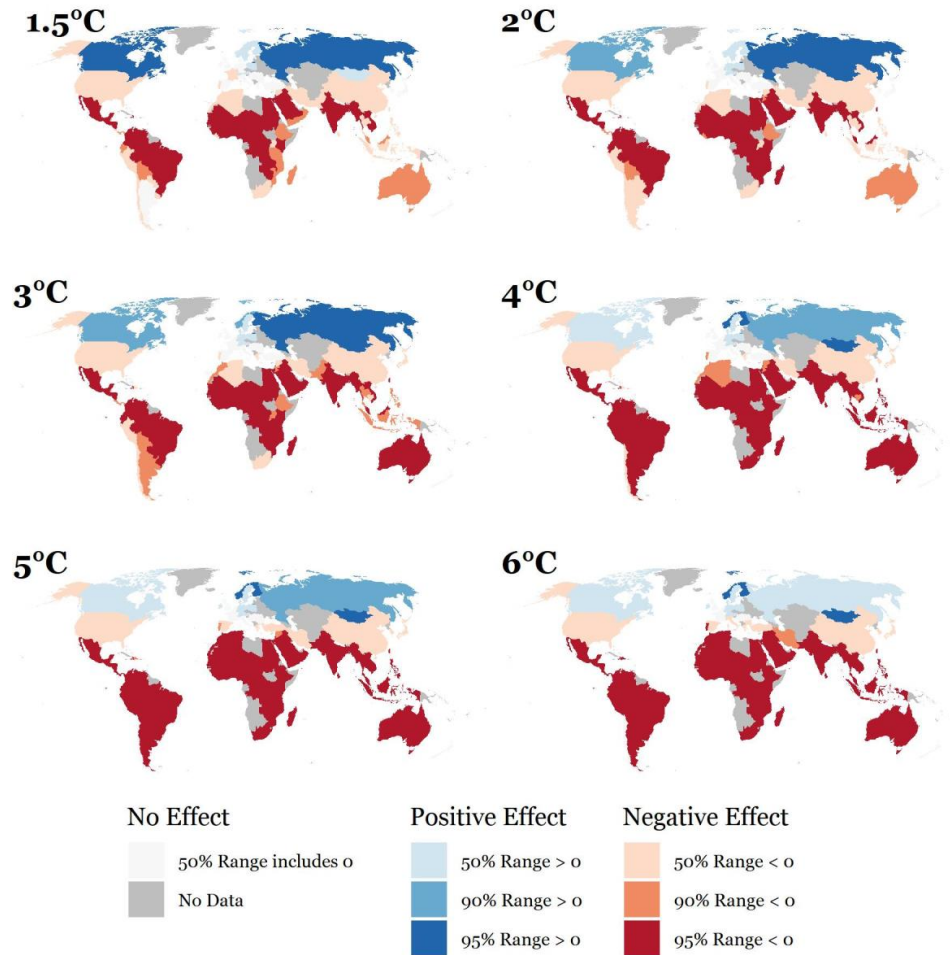 1.5°C
2°C
3°C
4°C
5°C
6°C
No Effect
50% Range includes 0
No Data
Positive Effect
50% Range > 0
90% Range > 0
95% Range > 0
Negative Effect
50% Range < 0
90% Range < 0
95% Range < 0